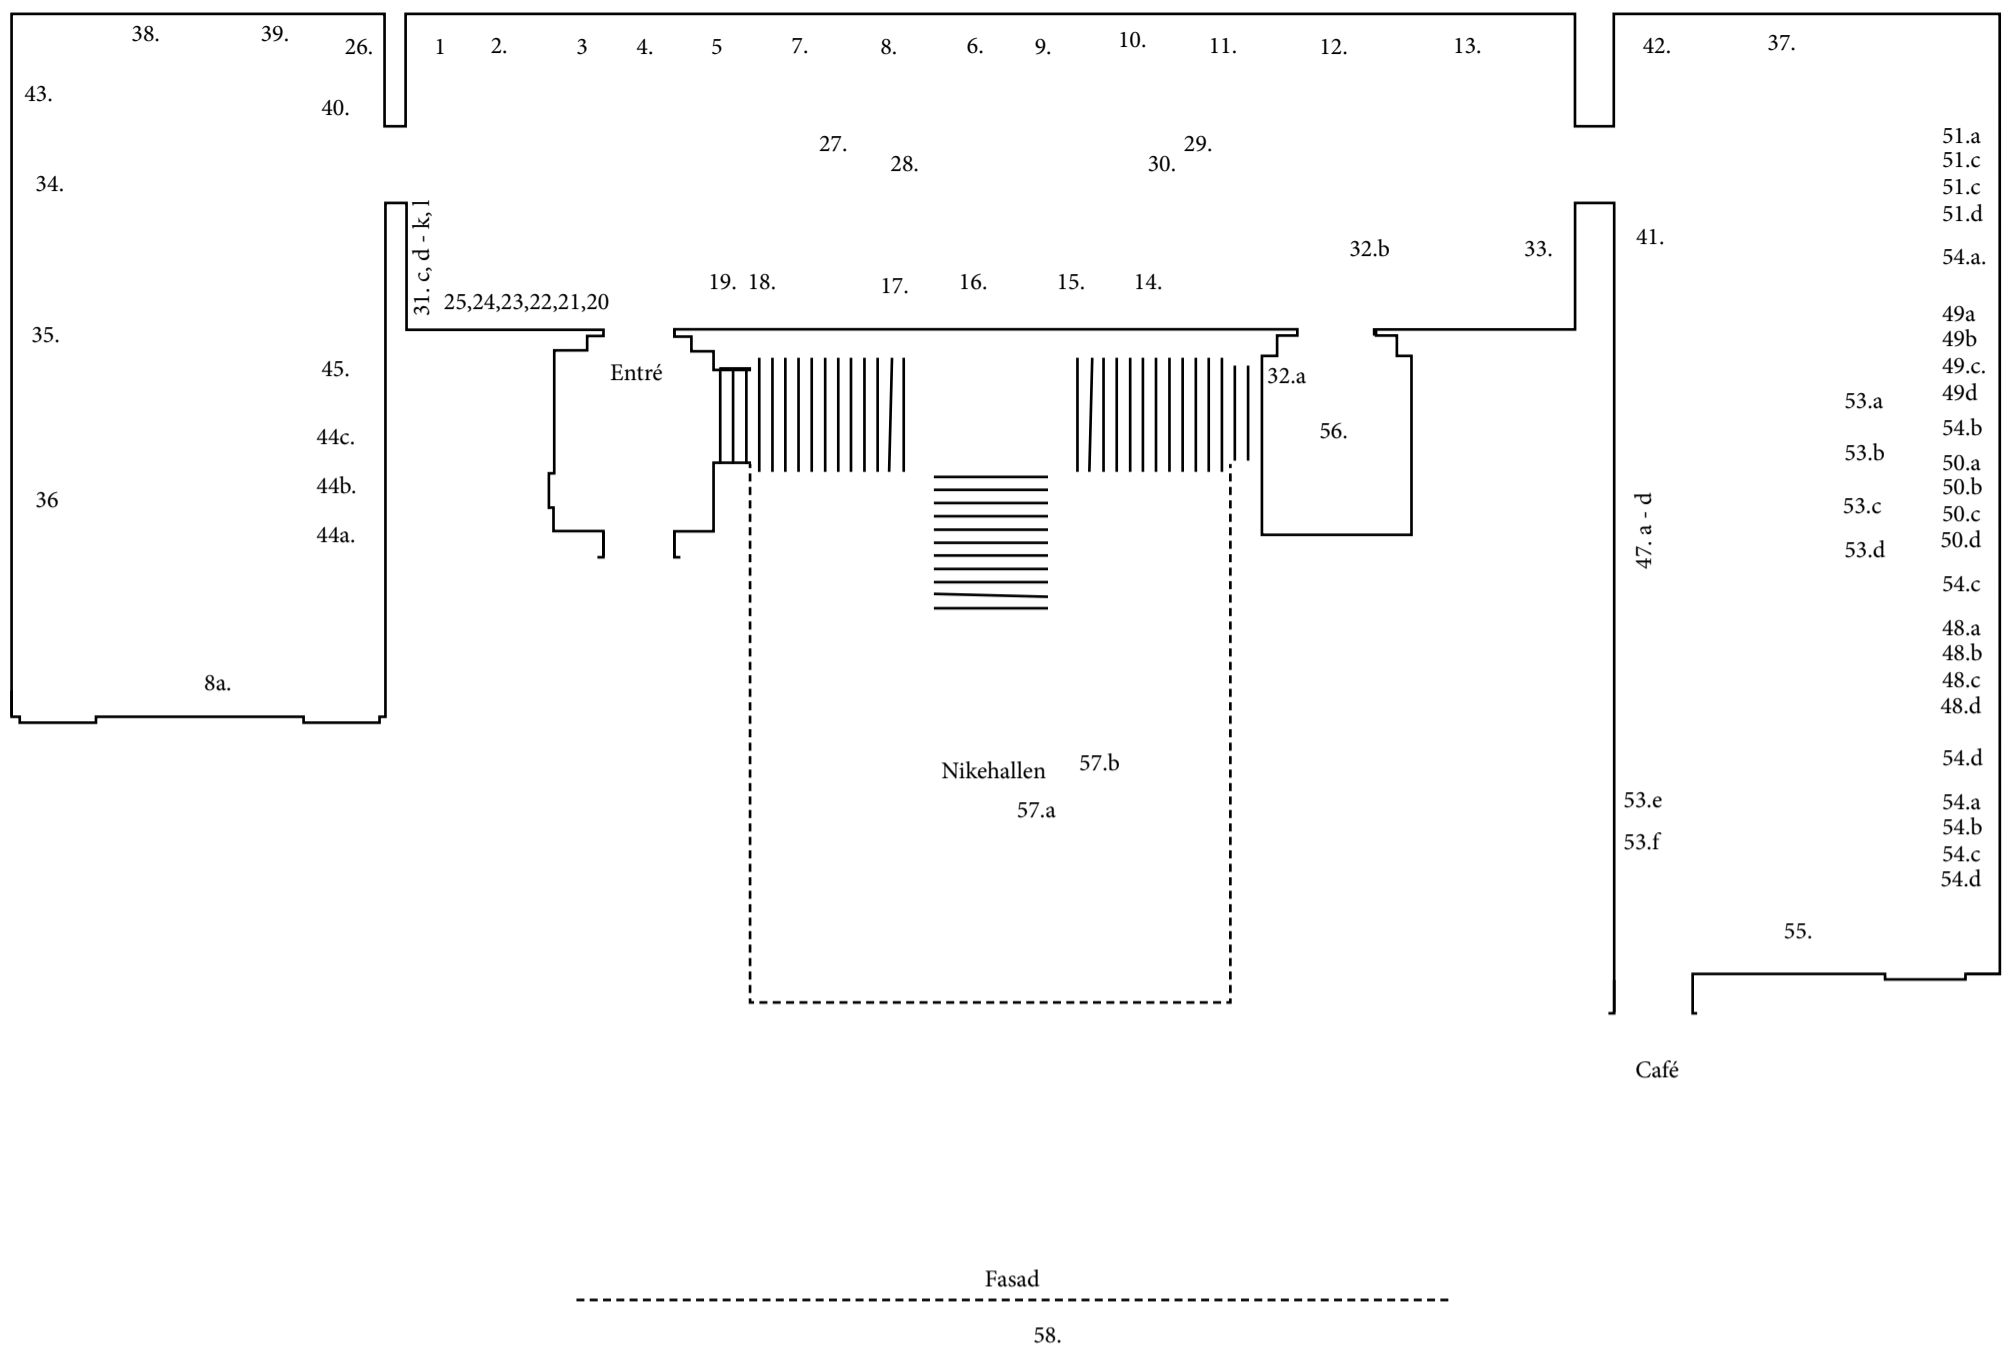 38.
39.
26.
1
2.
3
4.
5
7.
8.
6.
9.
10.
11.
12.
13.
42.
37.
43.
40.
27.
28.
29.
30.
51.a
51.c
51.c
51.d
34.
31. c, d - k, l
41.
32.b
33.
54.a.
19. 18.
17.
16.
15.
14.
25,24,23,22,21,20
35.
45.
Entré
32.a
49a
49b
49.c.
49d
53.a
44c.
56.
54.b
53.b
50.a
44b.
50.b
36
47. a - d
53.c
50.c
44a.
50.d
53.d
54.c
48.a
48.b
48.c
48.d
8a.
Nikehallen
57.b
57.a
54.d
53.e
54.a
54.b
53.f
54.c
54.d
55.
Café
Fasad
58.